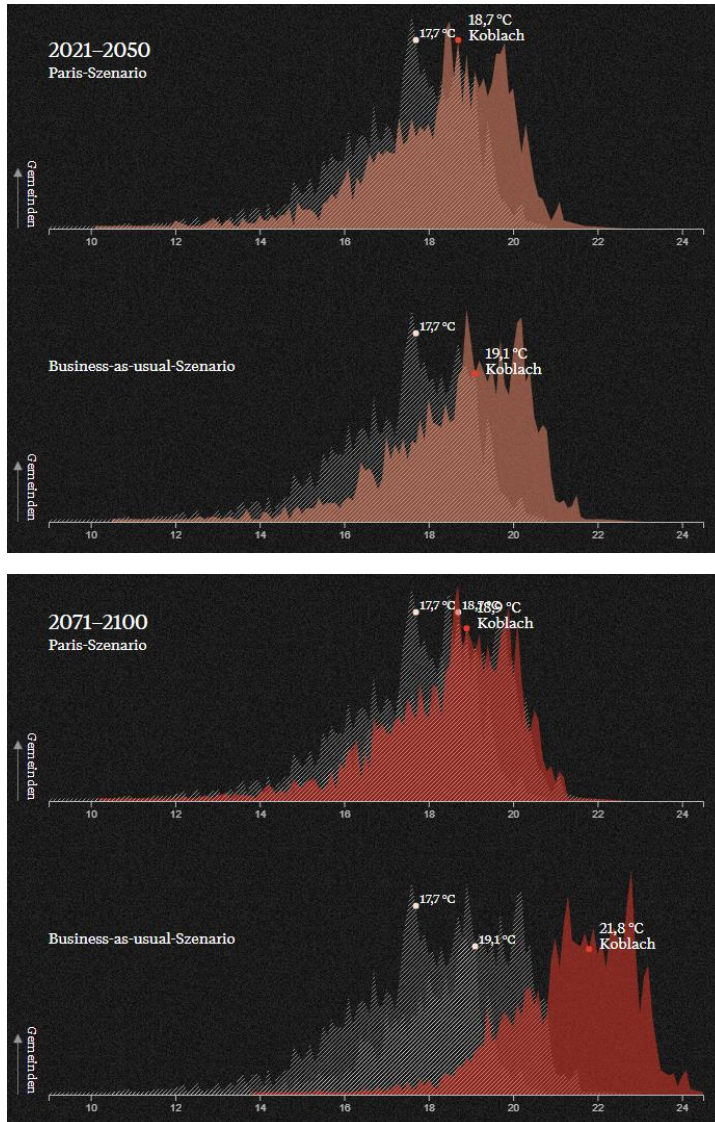 2021–2050
Paris-Szenario
17,7 °C
18,7 °C
Koblach
Gemeinden
10 12 14 16 18 20 22 24
Business-as-usual-Szenario
17,7 °C
19,1 °C
Koblach
Gemeinden
10 12 14 16 18 20 22 24
2071–2100
Paris-Szenario
17,7 °C
18,7 °C
18,9 °C
Koblach
Gemeinden
10 12 14 16 18 20 22 24
Business-as-usual-Szenario
17,7 °C
19,1 °C
21,8 °C
Koblach
Gemeinden
10 12 14 16 18 20 22 24